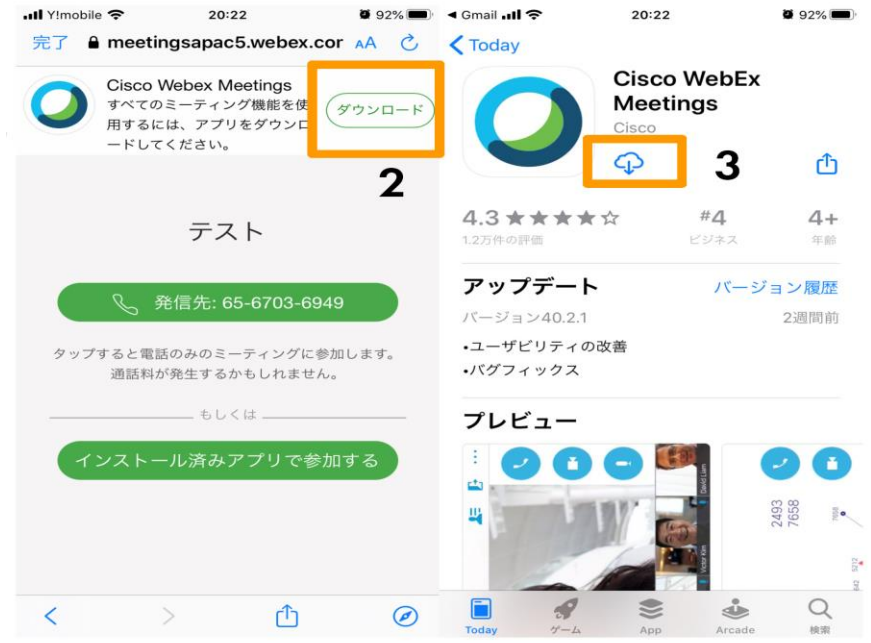 Y!mobile 20:22 92%
完了 meetingsapac5.webex.cor AA
Cisco Webex Meetings
すべてのミーティング機能を使
用するには、アプリをダウンロ
ードしてください。
ダウンロード
2
テスト
発信先: 65-6703-6949
タップすると電話のみのミーティングに参加します。
通話料が発生するかもしれません。
もしくは
インストール済みアプリで参加する
Gmail 20:22 92%
Today
Cisco WebEx
Meetings
Cisco
3
4.3 ★★★★☆ #4 4+
1.2万件の評価 ビジネス 年齢
アップデート バージョン履歴
バージョン40.2.1 2週間前
•ユーザビリティの改善
•バグフィックス
プレビュー
David Liam
Victor Kim
2493
7658
7658
5712
642
Today ゲーム App Arcade 検索